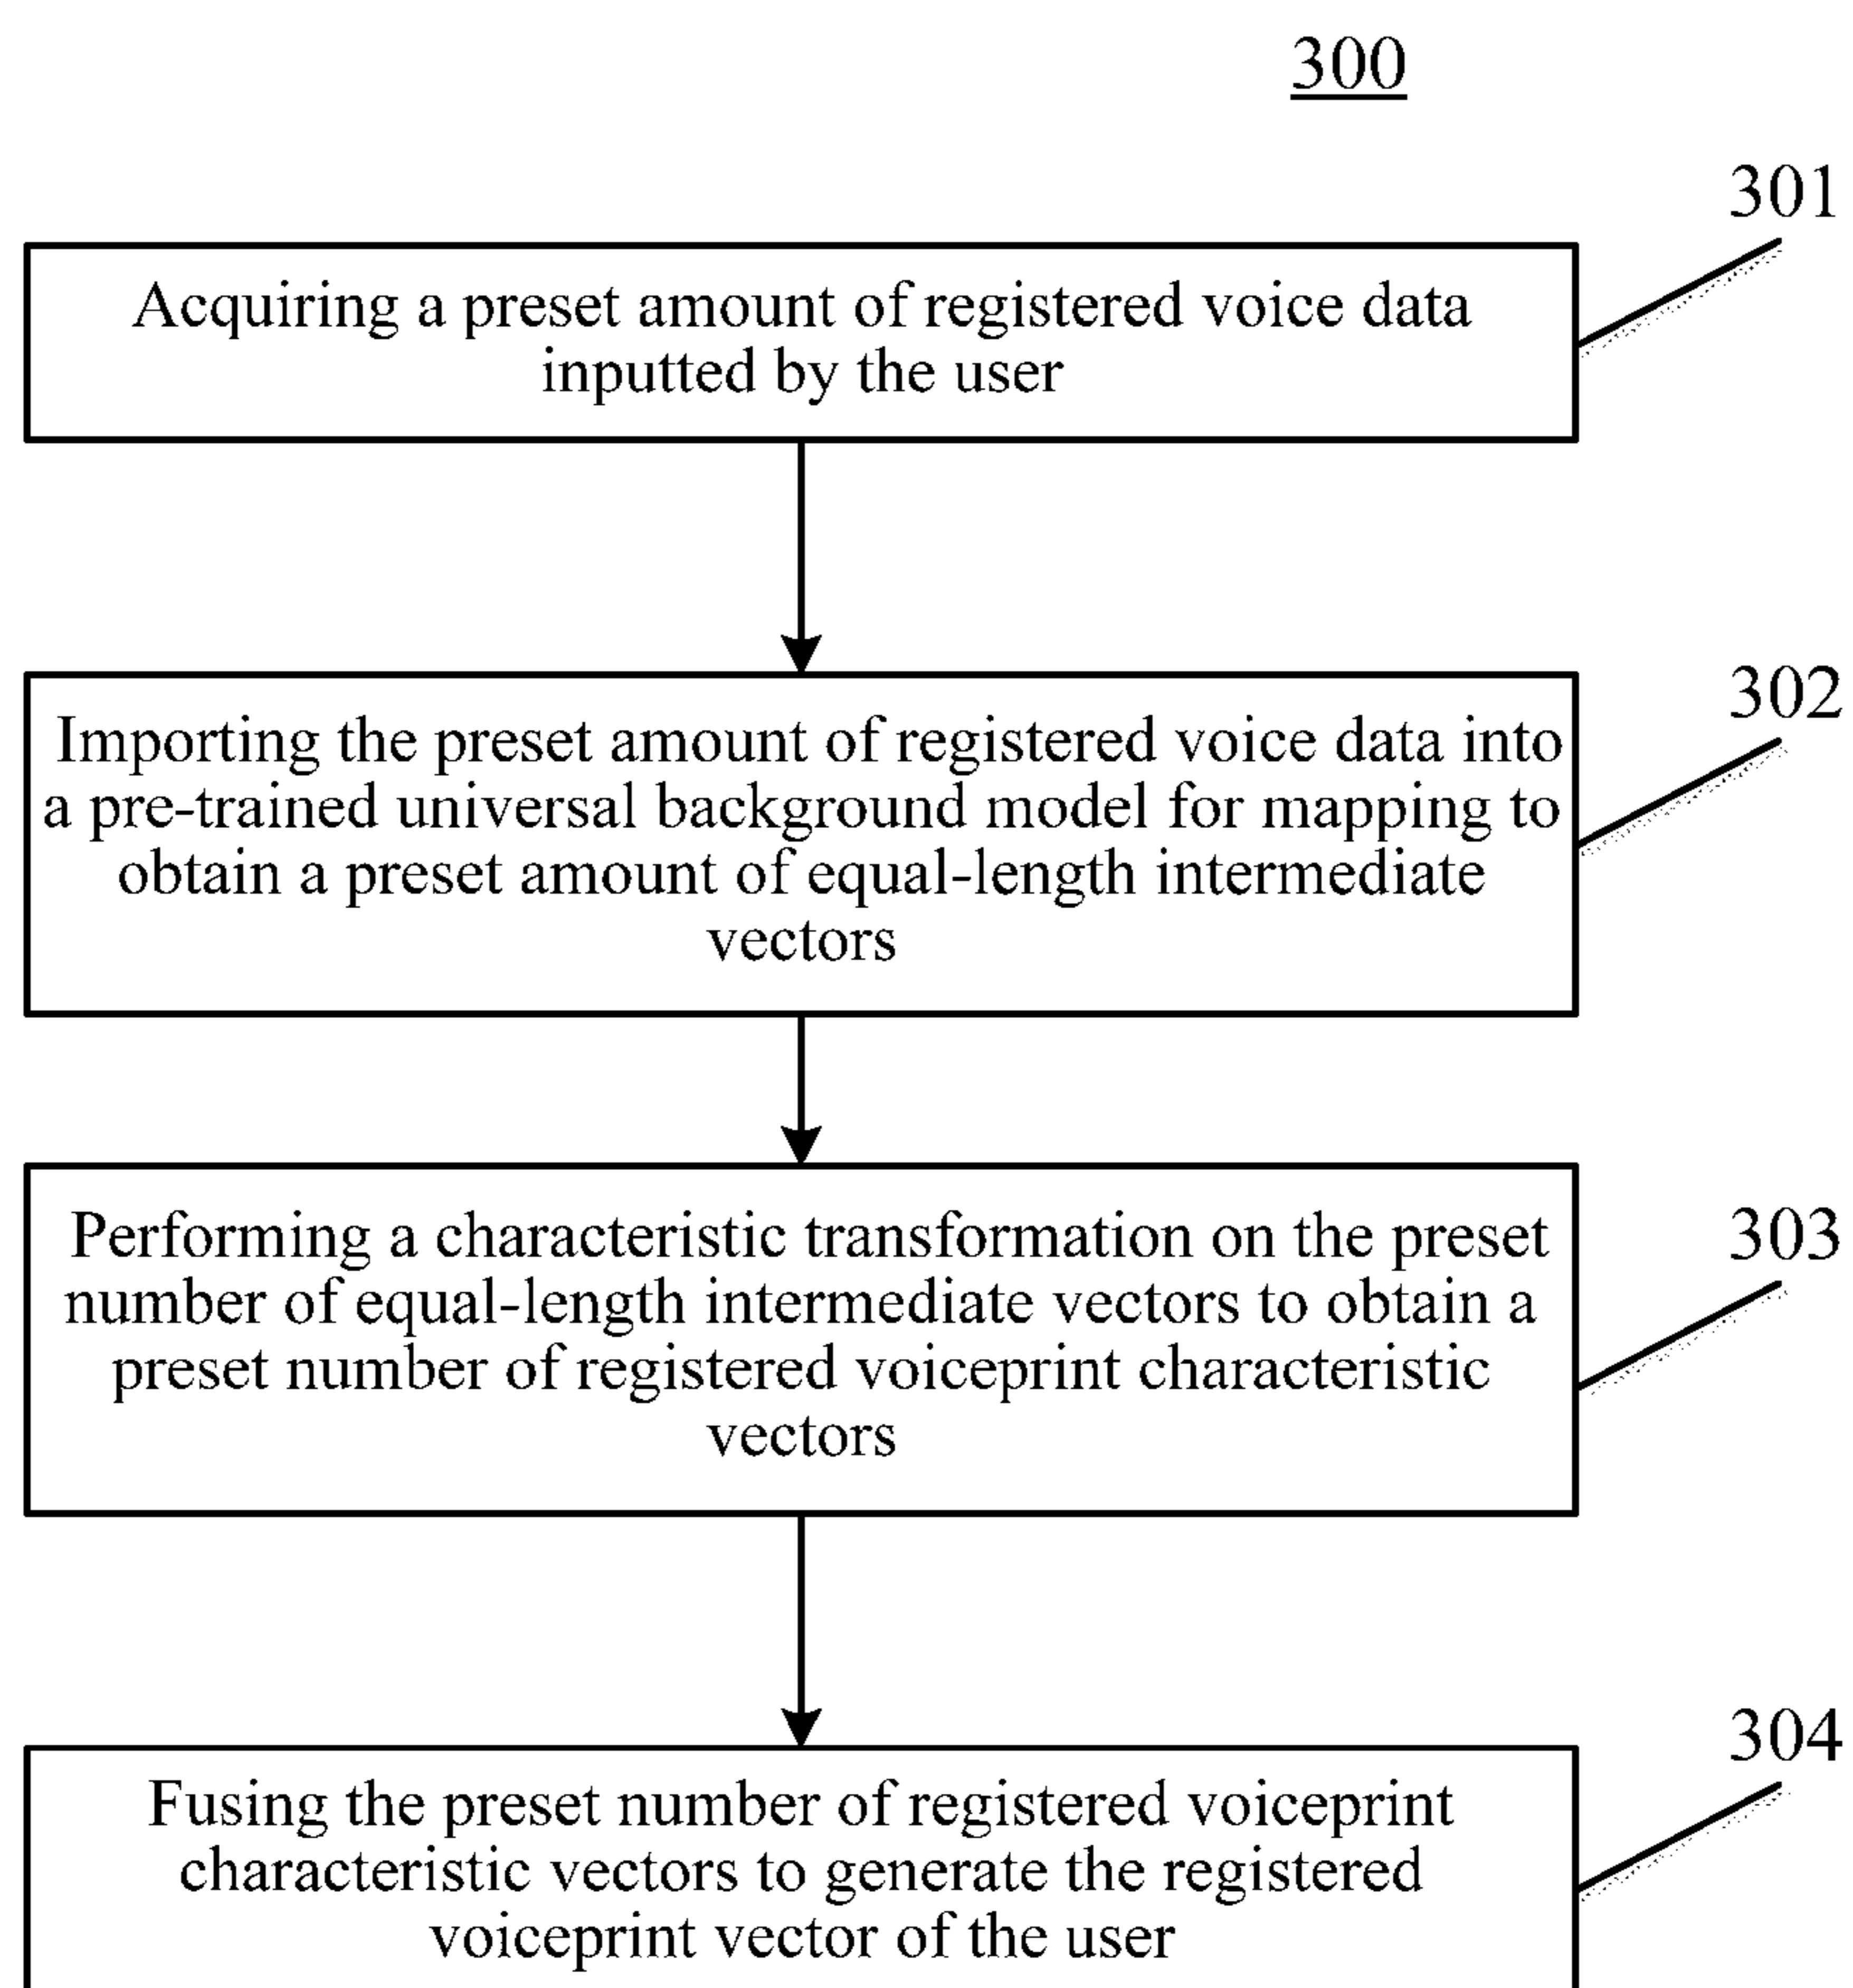 300
301
Acquiring a preset amount of registered voice data
inputted by the user
302
Importing the preset amount of registered voice data into
a pre-trained universal background model for mapping to
obtain a preset amount of equal-length intermediate
vectors
303
Performing a characteristic transformation on the preset
number of equal-length intermediate vectors to obtain a
preset number of registered voiceprint characteristic
vectors
304
Fusing the preset number of registered voiceprint
characteristic vectors to generate the registered
voiceprint vector of the user